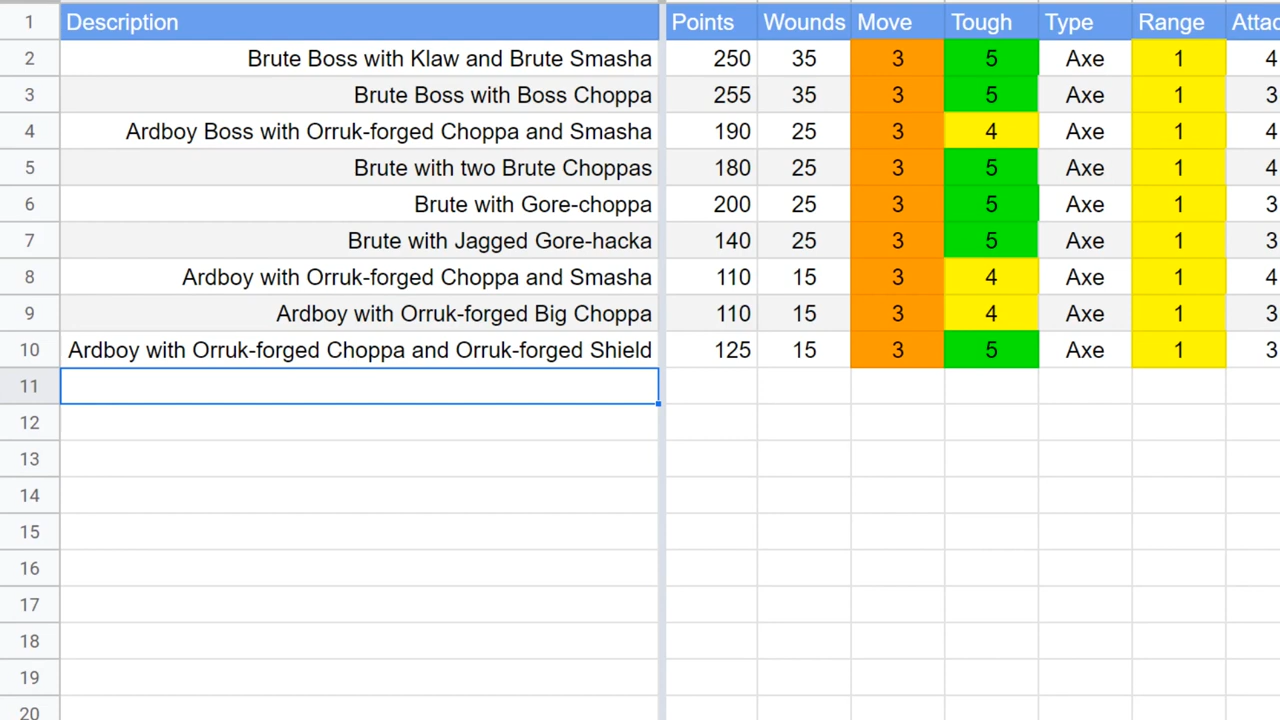 1 Description Points Wounds Move Tough Type Range Attac
2 Brute Boss with Klaw and Brute Smasha 250 35 3 5 Axe 1 4
3 Brute Boss with Boss Choppa 255 35 3 5 Axe 1 3
4 Ardboy Boss with Orruk-forged Choppa and Smasha 190 25 3 4 Axe 1 4
5 Brute with two Brute Choppas 180 25 3 5 Axe 1 4
6 Brute with Gore-choppa 200 25 3 5 Axe 1 3
7 Brute with Jagged Gore-hacka 140 25 3 5 Axe 1 3
8 Ardboy with Orruk-forged Choppa and Smasha 110 15 3 4 Axe 1 4
9 Ardboy with Orruk-forged Big Choppa 110 15 3 4 Axe 1 3
10 Ardboy with Orruk-forged Choppa and Orruk-forged Shield 125 15 3 5 Axe 1 3
11
12
13
14
15
16
17
18
19
20